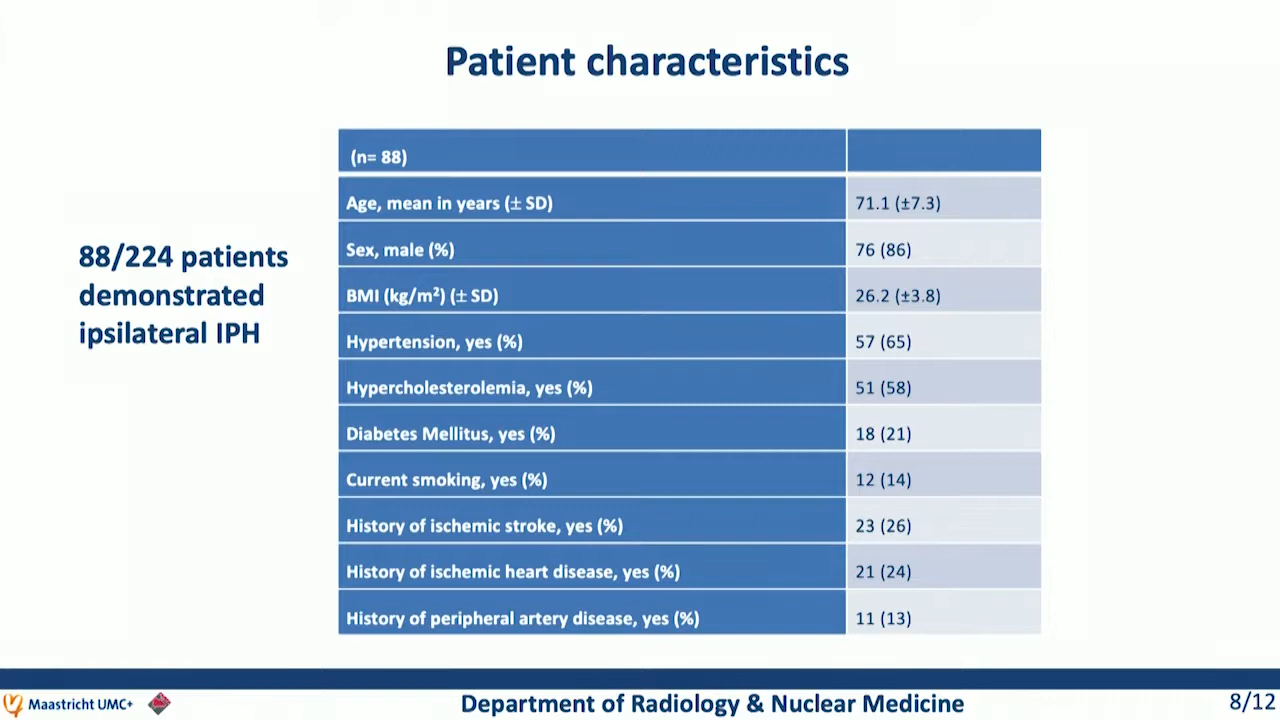 Patient characteristics
88/224 patients
demonstrated
ipsilateral IPH
(n= 88)
Age, mean in years (± SD) 71.1 (±7.3)
Sex, male (%) 76 (86)
BMI (kg/m²) (± SD) 26.2 (±3.8)
Hypertension, yes (%) 57 (65)
Hypercholesterolemia, yes (%) 51 (58)
Diabetes Mellitus, yes (%) 18 (21)
Current smoking, yes (%) 12 (14)
History of ischemic stroke, yes (%) 23 (26)
History of ischemic heart disease, yes (%) 21 (24)
History of peripheral artery disease, yes (%) 11 (13)
Maastricht UMC+ Department of Radiology & Nuclear Medicine 8/12